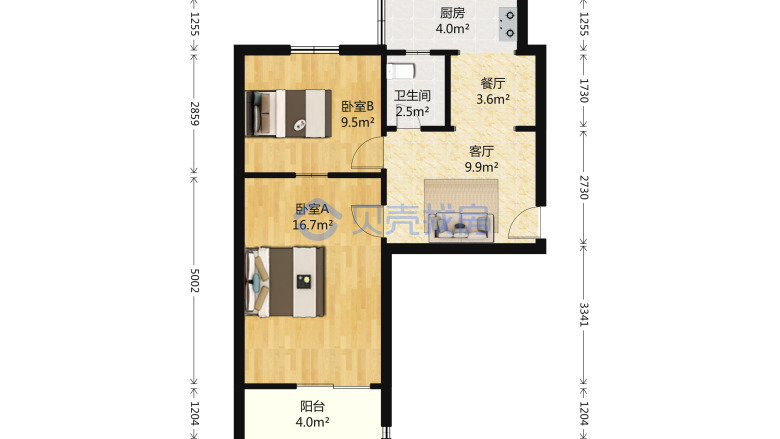 厨房
4.0m²
餐厅
3.6m²
卫生间
2.5m²
卧室B
9.5m²
客厅
9.9m²
卧室A
16.7m²
贝壳找房
阳台
4.0m²
1255
2859
5002
1204
1255
1730
2730
3341
1204